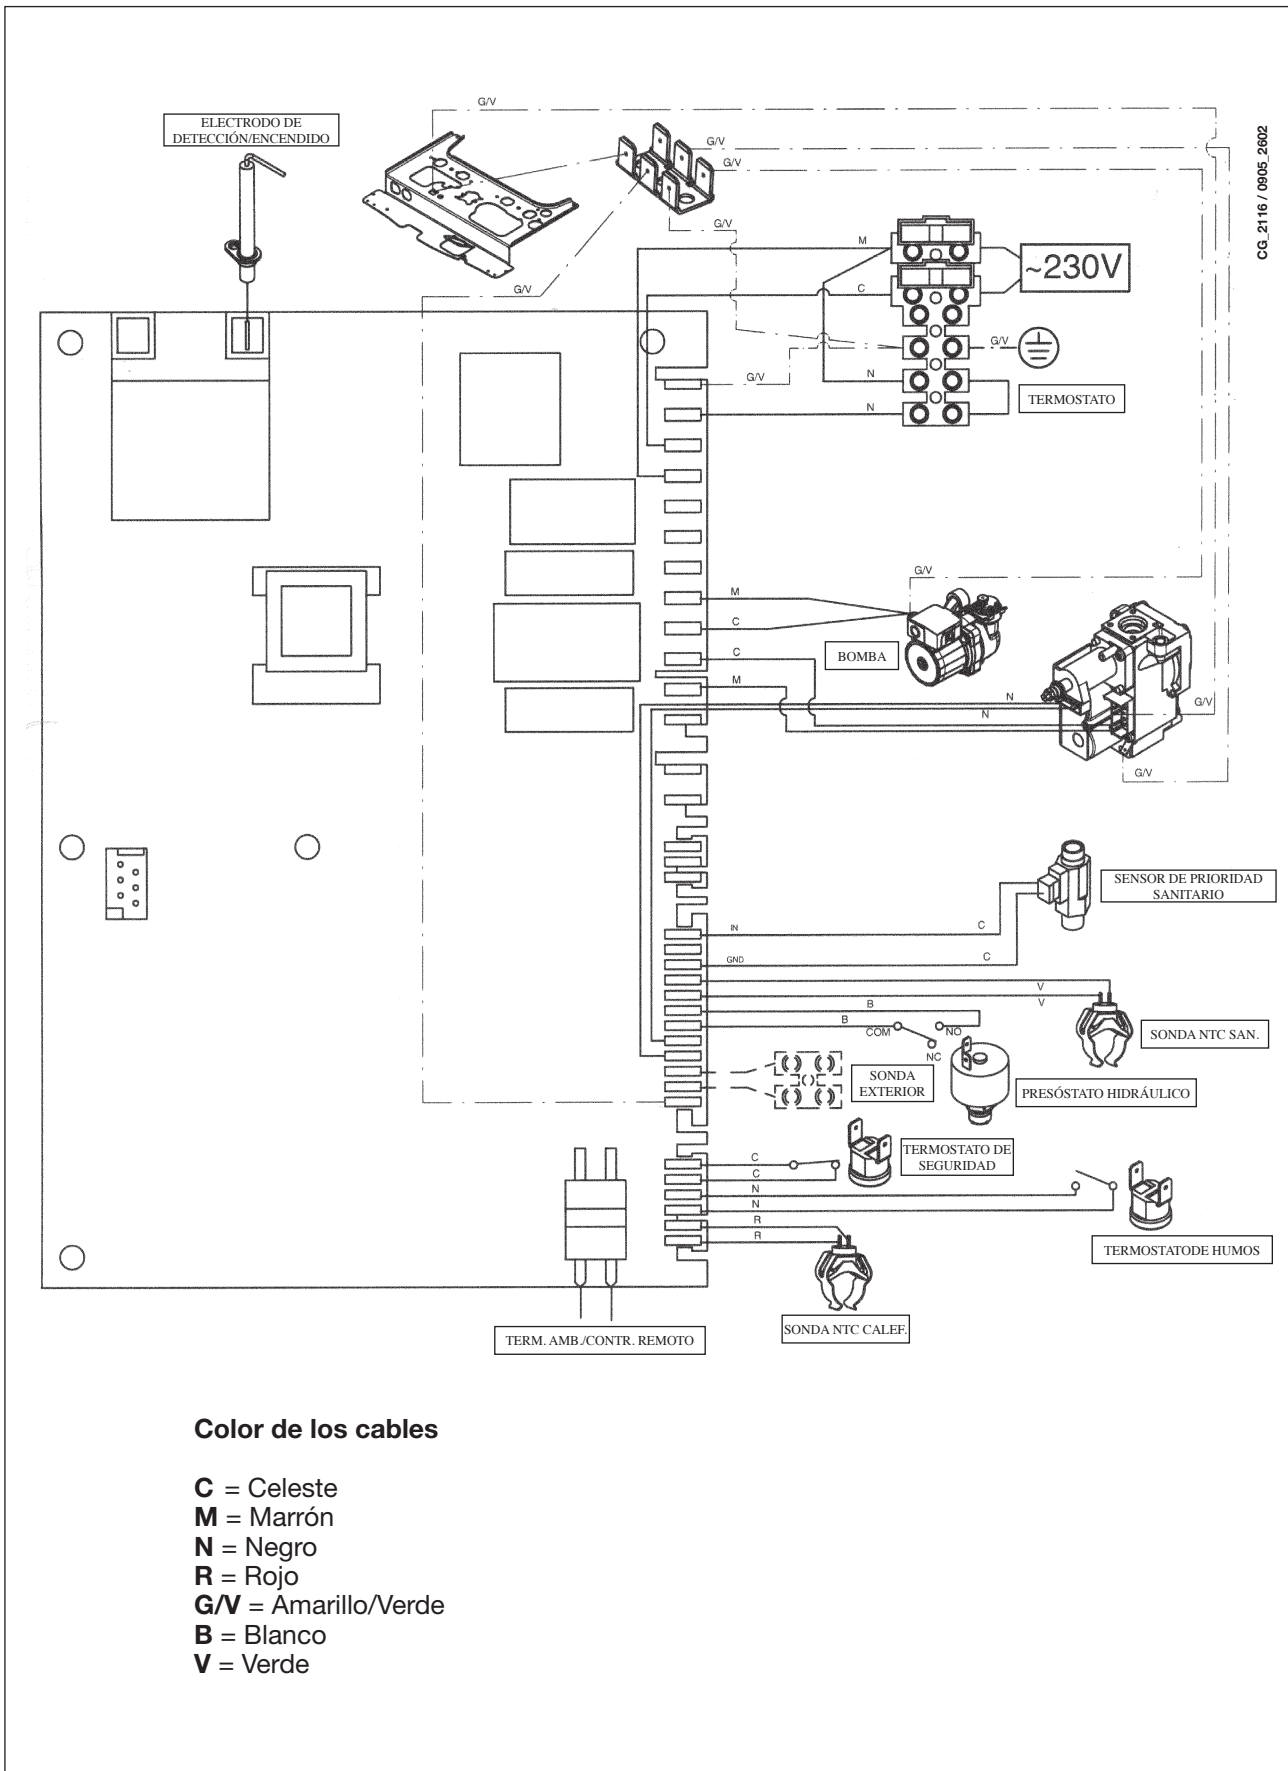 G/V
ELECTRODO DE
DETECCIÓN/ENCENDIDO
G/V
G/V
CG_2116 / 0905_2602
G/V
M
~230V
G/V
C
G/V
G/V
N
TERMOSTATO
N
G/V
M
C
BOMBA
C
M
N
G/V
N
G/V
SENSOR DE PRIORIDAD
SANITARIO
IN
C
GND
C
V
V
B
B
COM
NO
NC
SONDA NTC SAN.
SONDA
EXTERIOR
PRESÓSTATO HIDRÁULICO
TERMOSTATO DE
SEGURIDAD
C
C
N
N
R
R
TERMOSTATODE HUMOS
SONDA NTC CALEF.
TERM. AMB./CONTR. REMOTO
Color de los cables
C = Celeste
M = Marrón
N = Negro
R = Rojo
G/V = Amarillo/Verde
B = Blanco
V = Verde